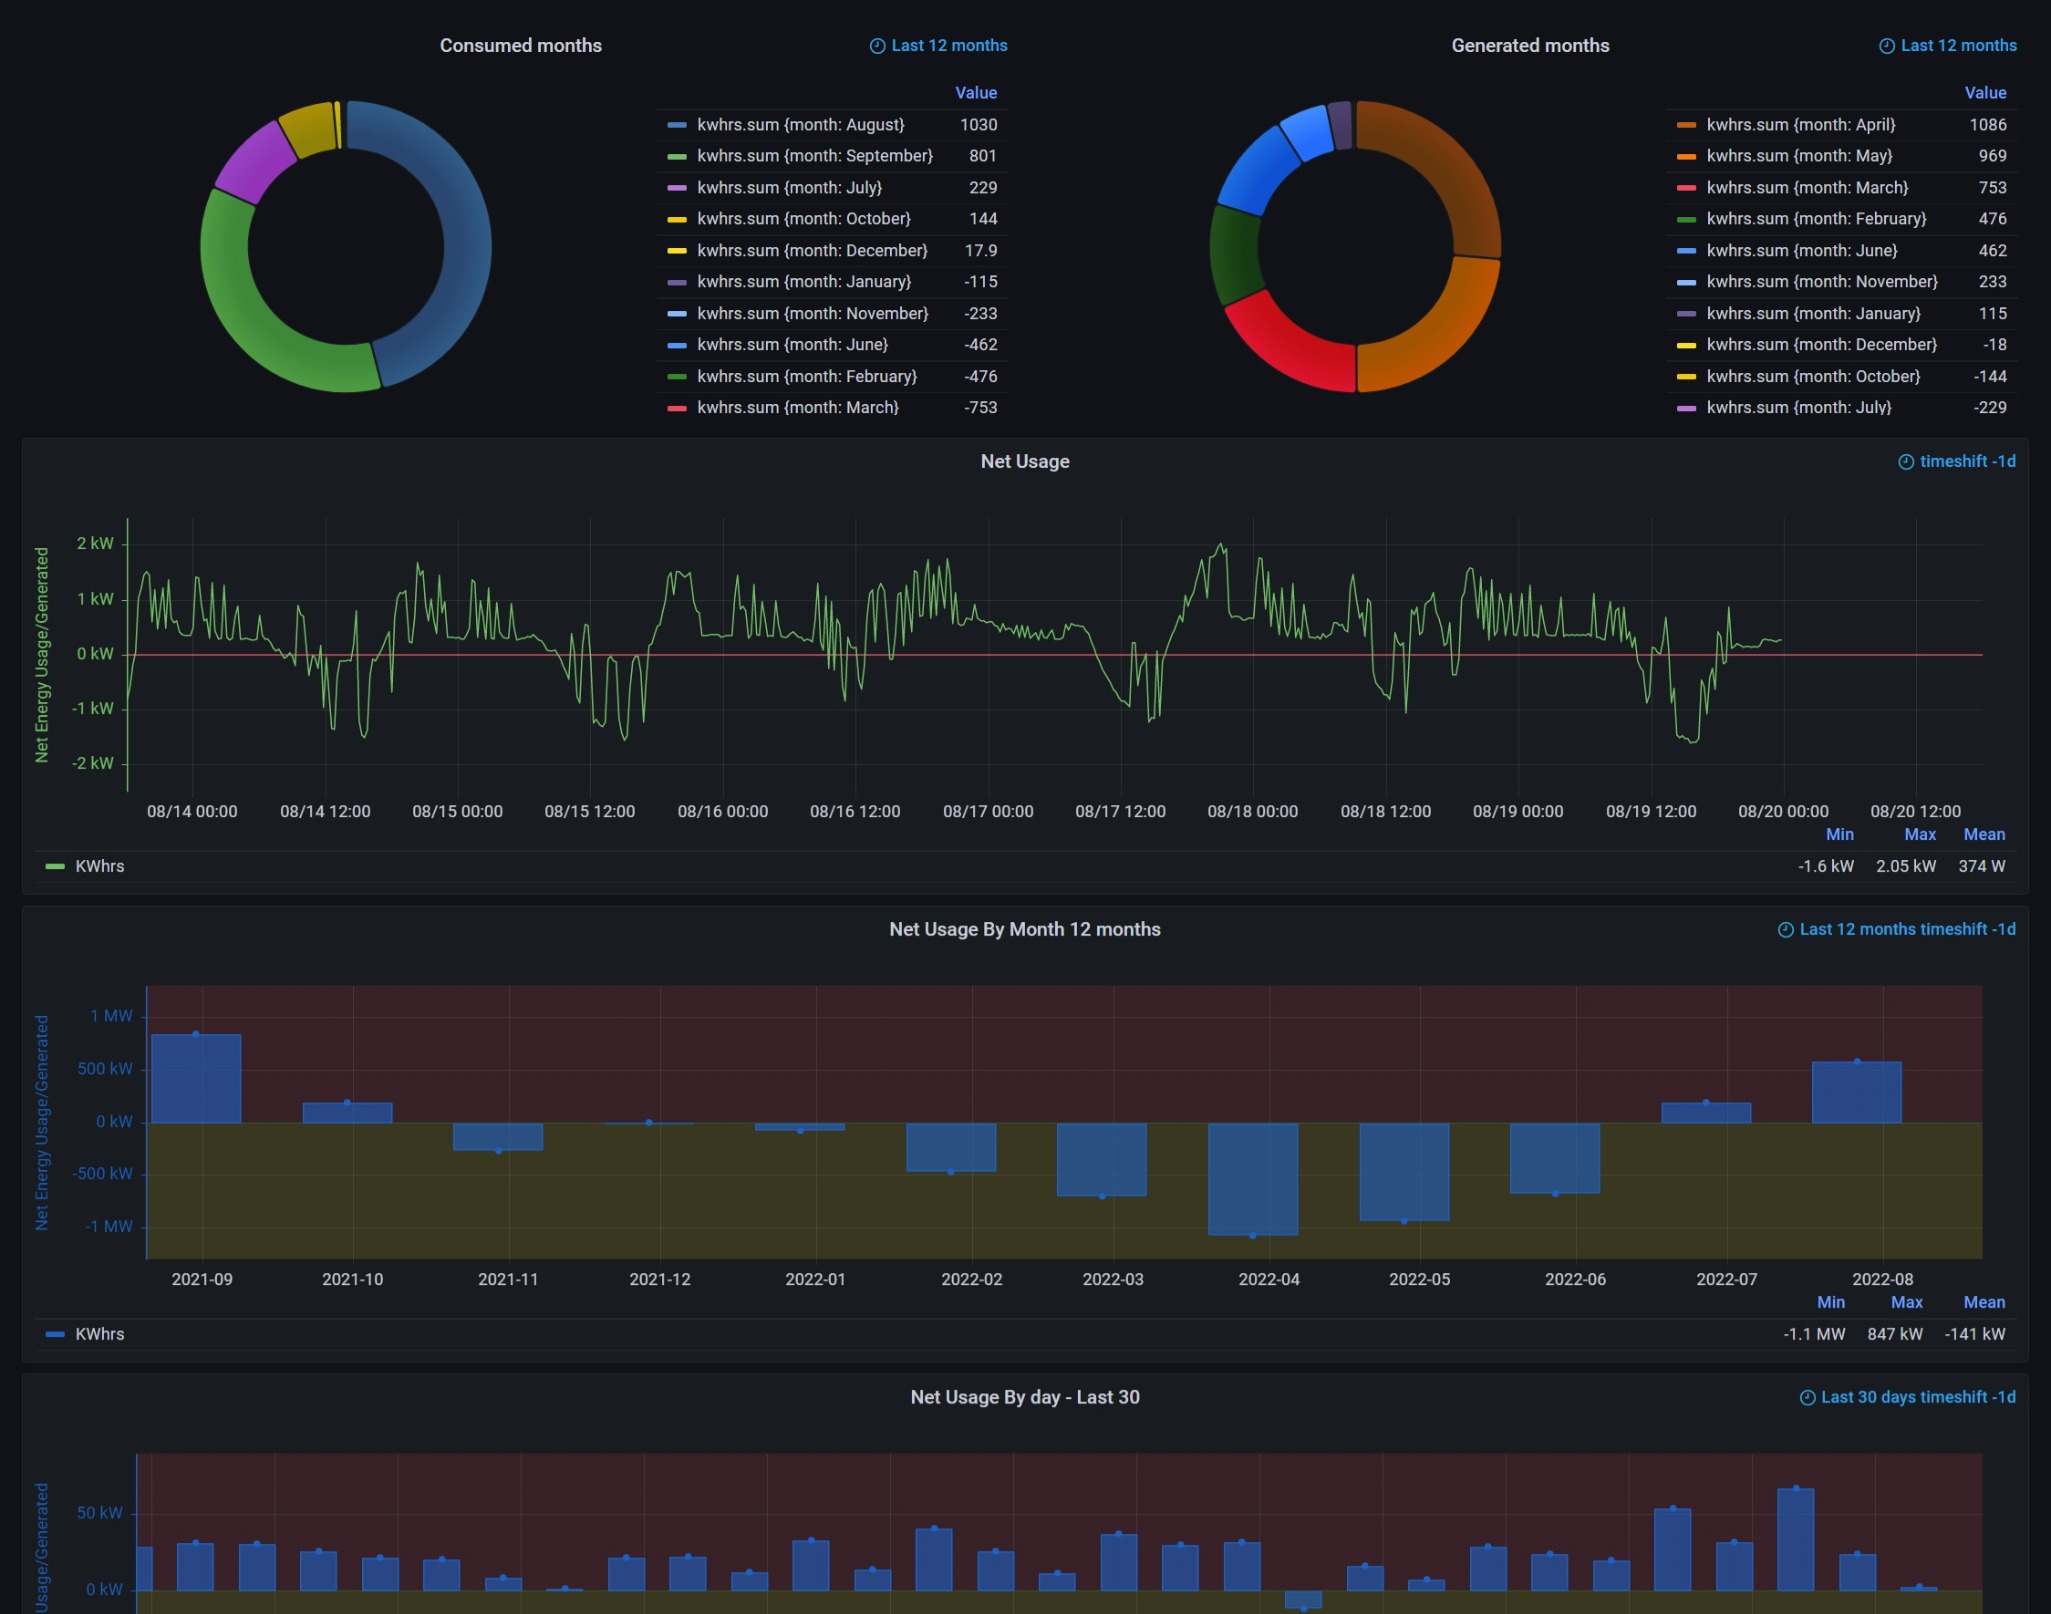 Consumed months
Last 12 months
Value
kwhrs.sum {month: August} 1030
kwhrs.sum {month: September} 801
kwhrs.sum {month: July} 229
kwhrs.sum {month: October} 144
kwhrs.sum {month: December} 17.9
kwhrs.sum {month: January} -115
kwhrs.sum {month: November} -233
kwhrs.sum {month: June} -462
kwhrs.sum {month: February} -476
kwhrs.sum {month: March} -753
Generated months
Last 12 months
Value
kwhrs.sum {month: April} 1086
kwhrs.sum {month: May} 969
kwhrs.sum {month: March} 753
kwhrs.sum {month: February} 476
kwhrs.sum {month: June} 462
kwhrs.sum {month: November} 233
kwhrs.sum {month: January} 115
kwhrs.sum {month: December} -18
kwhrs.sum {month: October} -144
kwhrs.sum {month: July} -229
Net Usage
timeshift -1d
Net Energy Usage/Generated
2 kW
1 kW
0 kW
-1 kW
-2 kW
08/14 00:00 08/14 12:00 08/15 00:00 08/15 12:00 08/16 00:00 08/16 12:00 08/17 00:00 08/17 12:00 08/18 00:00 08/18 12:00 08/19 00:00 08/19 12:00 08/20 00:00 08/20 12:00
Min Max Mean
KWhrs -1.6 kW 2.05 kW 374 W
Net Usage By Month 12 months
Last 12 months timeshift -1d
Net Energy Usage/Generated
1 MW
500 kW
0 kW
-500 kW
-1 MW
2021-09 2021-10 2021-11 2021-12 2022-01 2022-02 2022-03 2022-04 2022-05 2022-06 2022-07 2022-08
Min Max Mean
KWhrs -1.1 MW 847 kW -141 kW
Net Usage By day - Last 30
Last 30 days timeshift -1d
Usage/Generated
50 kW
0 kW